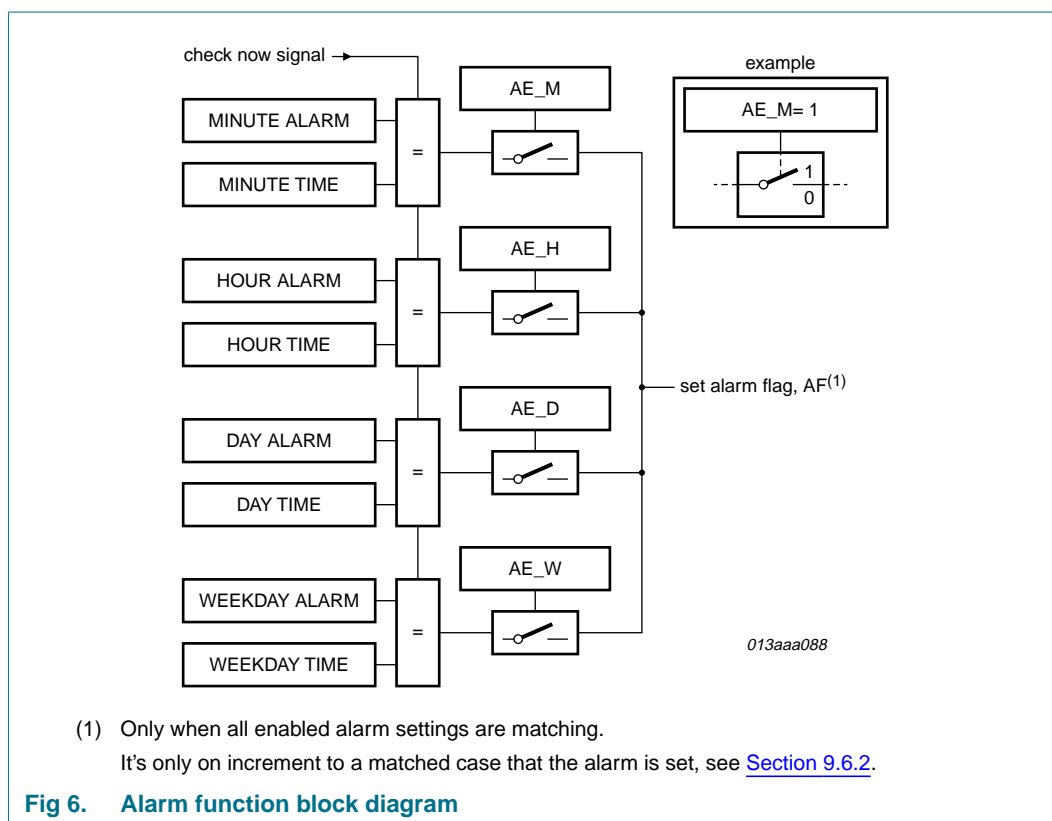 check now signal
example
AE_M
AE_M= 1
MINUTE ALARM
=
MINUTE TIME
1
0
AE_H
HOUR ALARM
=
HOUR TIME
set alarm flag, AF(1)
AE_D
DAY ALARM
=
DAY TIME
AE_W
WEEKDAY ALARM
=
WEEKDAY TIME
013aaa088
(1) Only when all enabled alarm settings are matching.
It's only on increment to a matched case that the alarm is set, see Section 9.6.2.
Fig 6. Alarm function block diagram